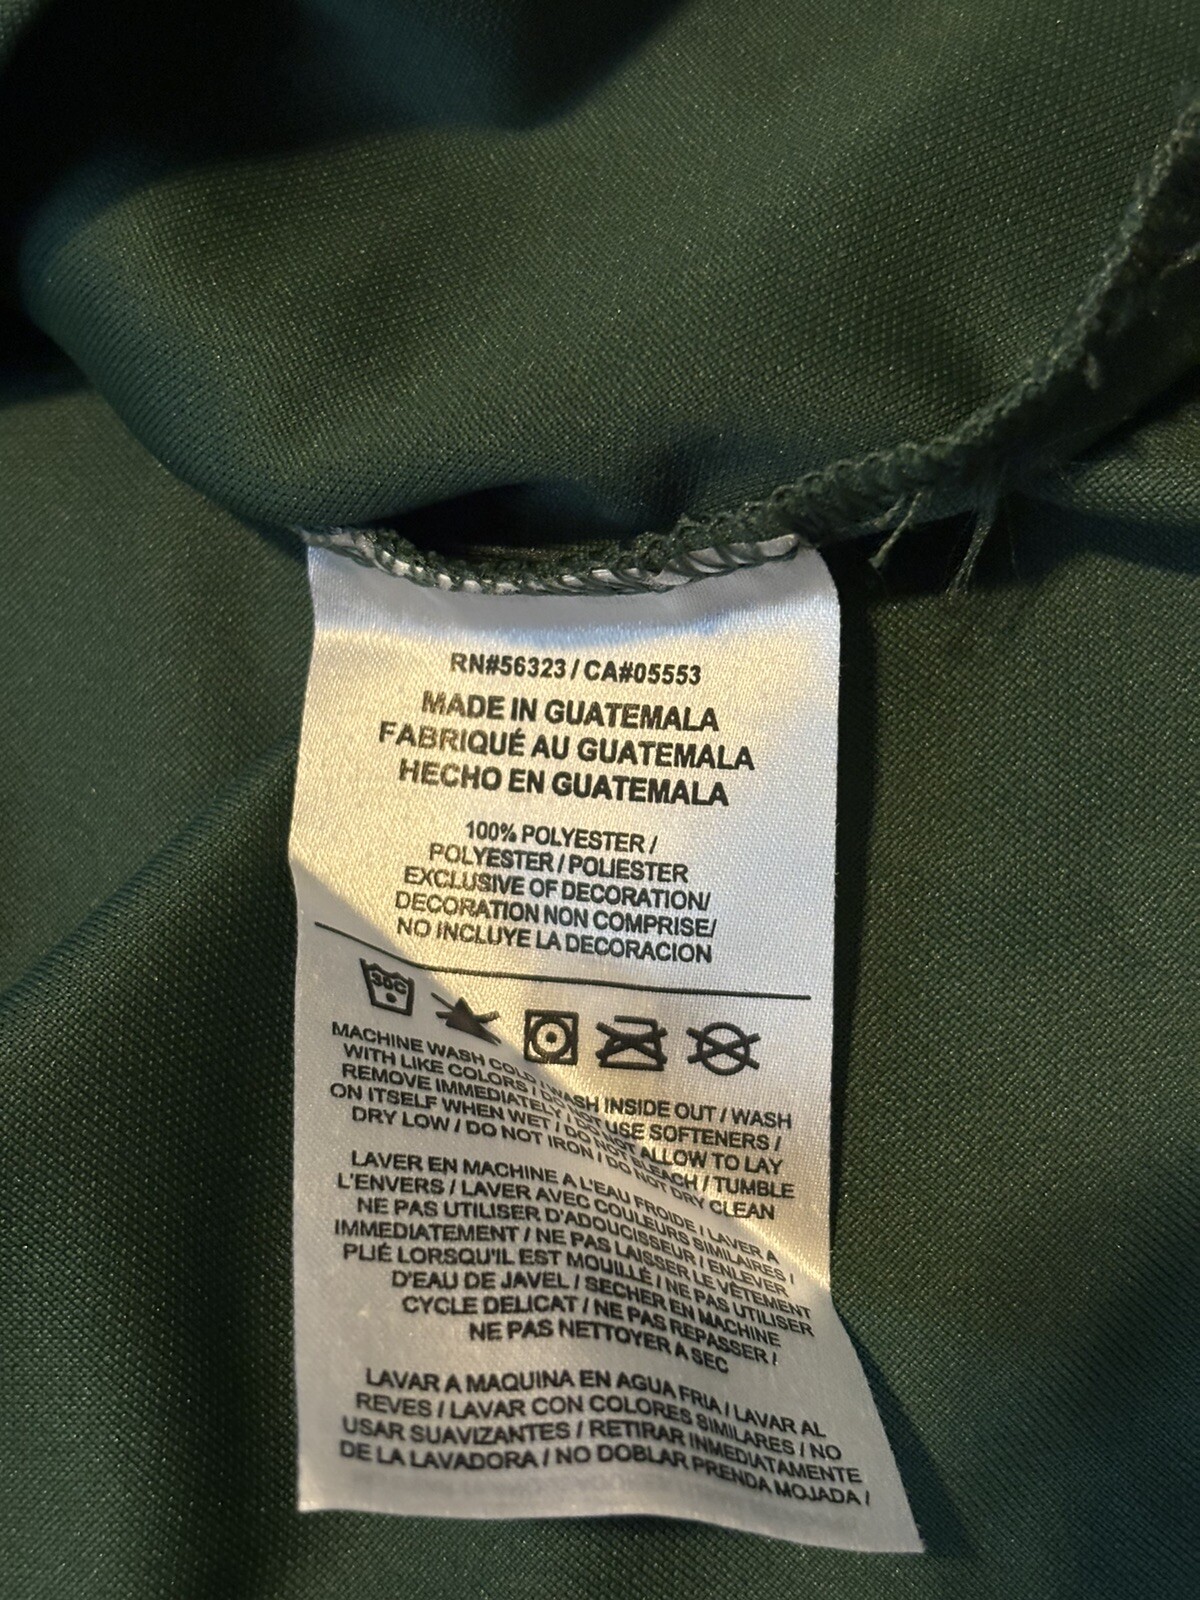 RN#56323 / CA#05553
MADE IN GUATEMALA
FABRIQUÉ AU GUATEMALA
HECHO EN GUATEMALA
100% POLYESTER /
POLYESTER / POLIESTER
EXCLUSIVE OF DECORATION/
DECORATION NON COMPRISE/
NO INCLUYE LA DECORACION
30C
MACHINE WASH COLD / WASH INSIDE OUT / WASH
WITH LIKE COLORS / DO NOT USE SOFTENERS /
REMOVE IMMEDIATELY / DO NOT ALLOW TO LAY
ON ITSELF WHEN WET / DO NOT BLEACH / TUMBLE
DRY LOW / DO NOT IRON / DO NOT DRY CLEAN
LAVER EN MACHINE A L'EAU FROIDE / LAVER A
L'ENVERS / LAVER AVEC COULEURS SIMILAIRES /
NE PAS UTILISER D'ADOUCISSEUR / ENLEVER
IMMEDIATEMENT / NE PAS LAISSER LE VÊTEMENT
PLIÉ LORSQU'IL EST MOUILLÉ / NE PAS UTILISER
D'EAU DE JAVEL / SECHER EN MACHINE
CYCLE DELICAT / NE PAS REPASSER /
NE PAS NETTOYER A SEC
LAVAR A MAQUINA EN AGUA FRIA / LAVAR AL
REVES / LAVAR CON COLORES SIMILARES / NO
USAR SUAVIZANTES / RETIRAR INMEDIATAMENTE
DE LA LAVADORA / NO DOBLAR PRENDA MOJADA /